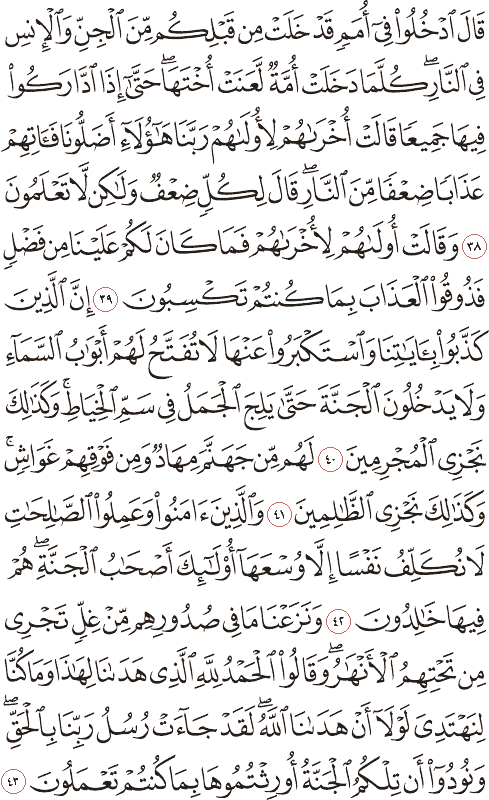 قَالَ ٱدْخُلُوا۟ فِىٓ أُمَمٍۢ قَدْ خَلَتْ مِن قَبْلِكُم مِّنَ ٱلْجِنِّ وَٱلْإِنسِ
فِى ٱلنَّارِ ۖ كُلَّمَا دَخَلَتْ أُمَّةٌۭ لَّعَنَتْ أُخْتَهَا ۖ حَتَّىٰٓ إِذَا ٱدَّارَكُوا۟
فِيهَا جَمِيعًۭا قَالَتْ أُخْرَىٰهُمْ لِأُولَىٰهُمْ رَبَّنَا هَٰٓؤُلَآءِ أَضَلُّونَا فَـَٔاتِهِمْ
عَذَابًۭا ضِعْفًۭا مِّنَ ٱلنَّارِ ۖ قَالَ لِكُلٍّۢ ضِعْفٌۭ وَلَٰكِن لَّا تَعْلَمُونَ
٣٨ وَقَالَتْ أُولَىٰهُمْ لِأُخْرَىٰهُمْ فَمَا كَانَ لَكُمْ عَلَيْنَا مِن فَضْلٍۢ
فَذُوقُوا۟ ٱلْعَذَابَ بِمَا كُنتُمْ تَكْسِبُونَ ٣٩ إِنَّ ٱلَّذِينَ
كَذَّبُوا۟ بِـَٔايَٰتِنَا وَٱسْتَكْبَرُوا۟ عَنْهَا لَا تُفَتَّحُ لَهُمْ أَبْوَٰبُ ٱلسَّمَآءِ
وَلَا يَدْخُلُونَ ٱلْجَنَّةَ حَتَّىٰ يَلِجَ ٱلْجَمَلُ فِى سَمِّ ٱلْخِيَاطِ ۚ وَكَذَٰلِكَ
نَجْزِى ٱلْمُجْرِمِينَ ٤٠ لَهُم مِّن جَهَنَّمَ مِهَادٌۭ وَمِن فَوْقِهِمْ غَوَاشٍۢ ۚ
وَكَذَٰلِكَ نَجْزِى ٱلظَّٰلِمِينَ ٤١ وَٱلَّذِينَ ءَامَنُوا۟ وَعَمِلُوا۟ ٱلصَّٰلِحَٰتِ
لَا نُكَلِّفُ نَفْسًا إِلَّا وُسْعَهَآ أُو۟لَٰٓئِكَ أَصْحَٰبُ ٱلْجَنَّةِ ۖ هُمْ
فِيهَا خَٰلِدُونَ ٤٢ وَنَزَعْنَا مَا فِى صُدُورِهِم مِّنْ غِلٍّۢ تَجْرِى
مِن تَحْتِهِمُ ٱلْأَنْهَٰرُ ۖ وَقَالُوا۟ ٱلْحَمْدُ لِلَّهِ ٱلَّذِى هَدَىٰنَا لِهَٰذَا وَمَا كُنَّا
لِنَهْتَدِىَ لَوْلَآ أَنْ هَدَىٰنَا ٱللَّهُ ۖ لَقَدْ جَآءَتْ رُسُلُ رَبِّنَا بِٱلْحَقِّ ۖ
وَنُودُوٓا۟ أَن تِلْكُمُ ٱلْجَنَّةُ أُورِثْتُمُوهَا بِمَا كُنتُمْ تَعْمَلُونَ ٤٣